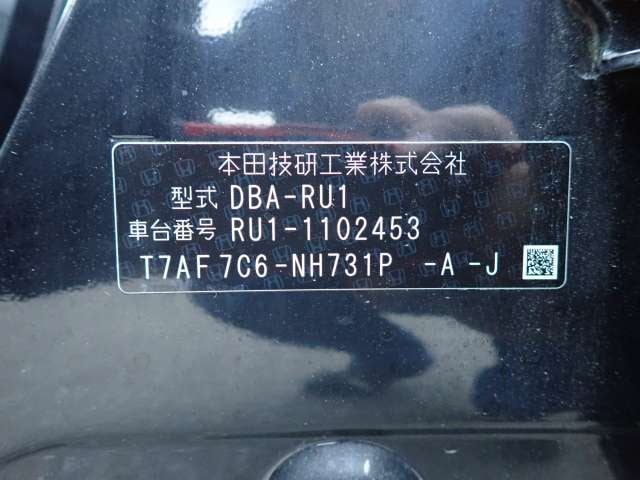 本田技研工業株式会社
型式 DBA-RU1
車台番号 RU1-1102453
T7AF7C6-NH731P -A -J